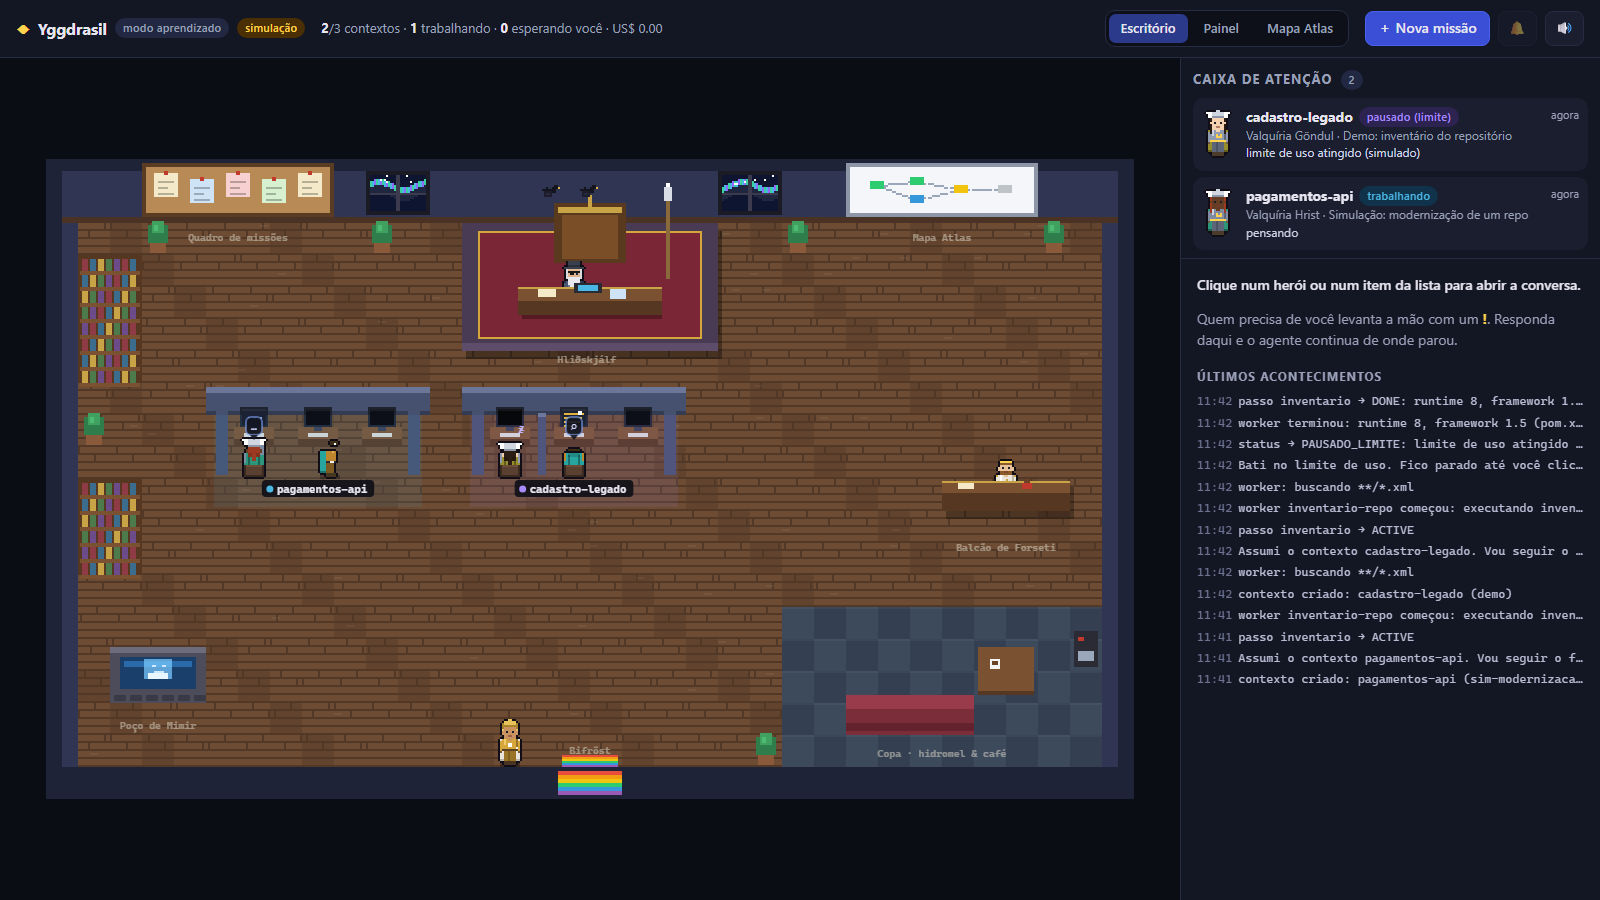 Yggdrasil
modo aprendizado
simulação
2/3 contextos · 1 trabalhando · 0 esperando você · US$ 0.00
Escritório
Painel
Mapa Atlas
+ Nova missão
Quadro de missões
Mapa Atlas
Hliðskjálf
pagamentos-api
cadastro-legado
Balcão de Forseti
Poço de Mimir
Bifröst
Copa · hidromel & café
CAIXA DE ATENÇÃO 2
cadastro-legado pausado (limite) agora
Valquíria Göndul · Demo: inventário do repositório
limite de uso atingido (simulado)
pagamentos-api trabalhando agora
Valquíria Hrist · Simulação: modernização de um repo
pensando
Clique num herói ou num item da lista para abrir a conversa.
Quem precisa de você levanta a mão com um !. Responda
daqui e o agente continua de onde parou.
ÚLTIMOS ACONTECIMENTOS
11:42 passo inventario → DONE: runtime 8, framework 1.…
11:42 worker terminou: runtime 8, framework 1.5 (pom.x…
11:42 status → PAUSADO_LIMITE: limite de uso atingido …
11:42 Bati no limite de uso. Fico parado até você clic…
11:42 worker: buscando **/*.xml
11:42 worker inventario-repo começou: executando inven…
11:42 passo inventario → ACTIVE
11:42 Assumi o contexto cadastro-legado. Vou seguir o …
11:42 worker: buscando **/*.xml
11:42 contexto criado: cadastro-legado (demo)
11:41 worker inventario-repo começou: executando inven…
11:41 passo inventario → ACTIVE
11:41 Assumi o contexto pagamentos-api. Vou seguir o f…
11:41 contexto criado: pagamentos-api (sim-modernizaca…